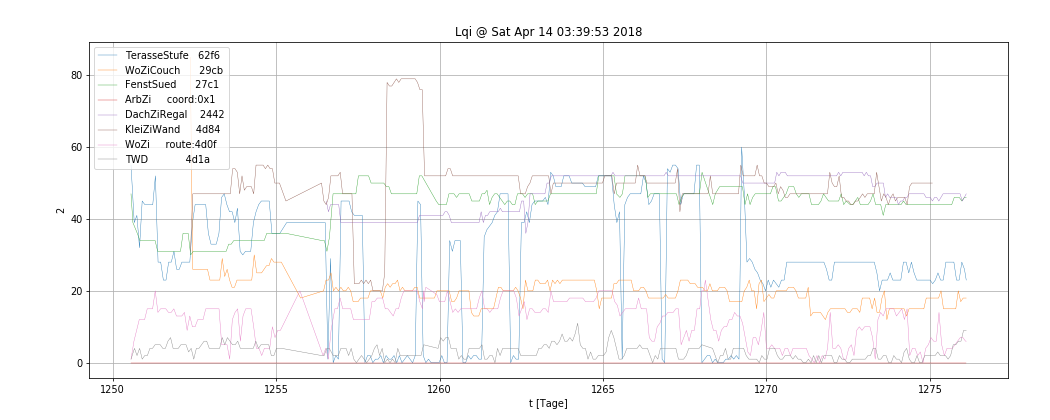 Lqi @ Sat Apr 14 03:39:53 2018
TerasseStufe 62f6
WoZiCouch 29cb
FenstSued 27c1
ArbZi coord:0x1
DachZiRegal 2442
KleiZiWand 4d84
WoZi route:4d0f
TWD 4d1a
80
60
40
20
0
2
1250 1255 1260 1265 1270 1275
t [Tage]